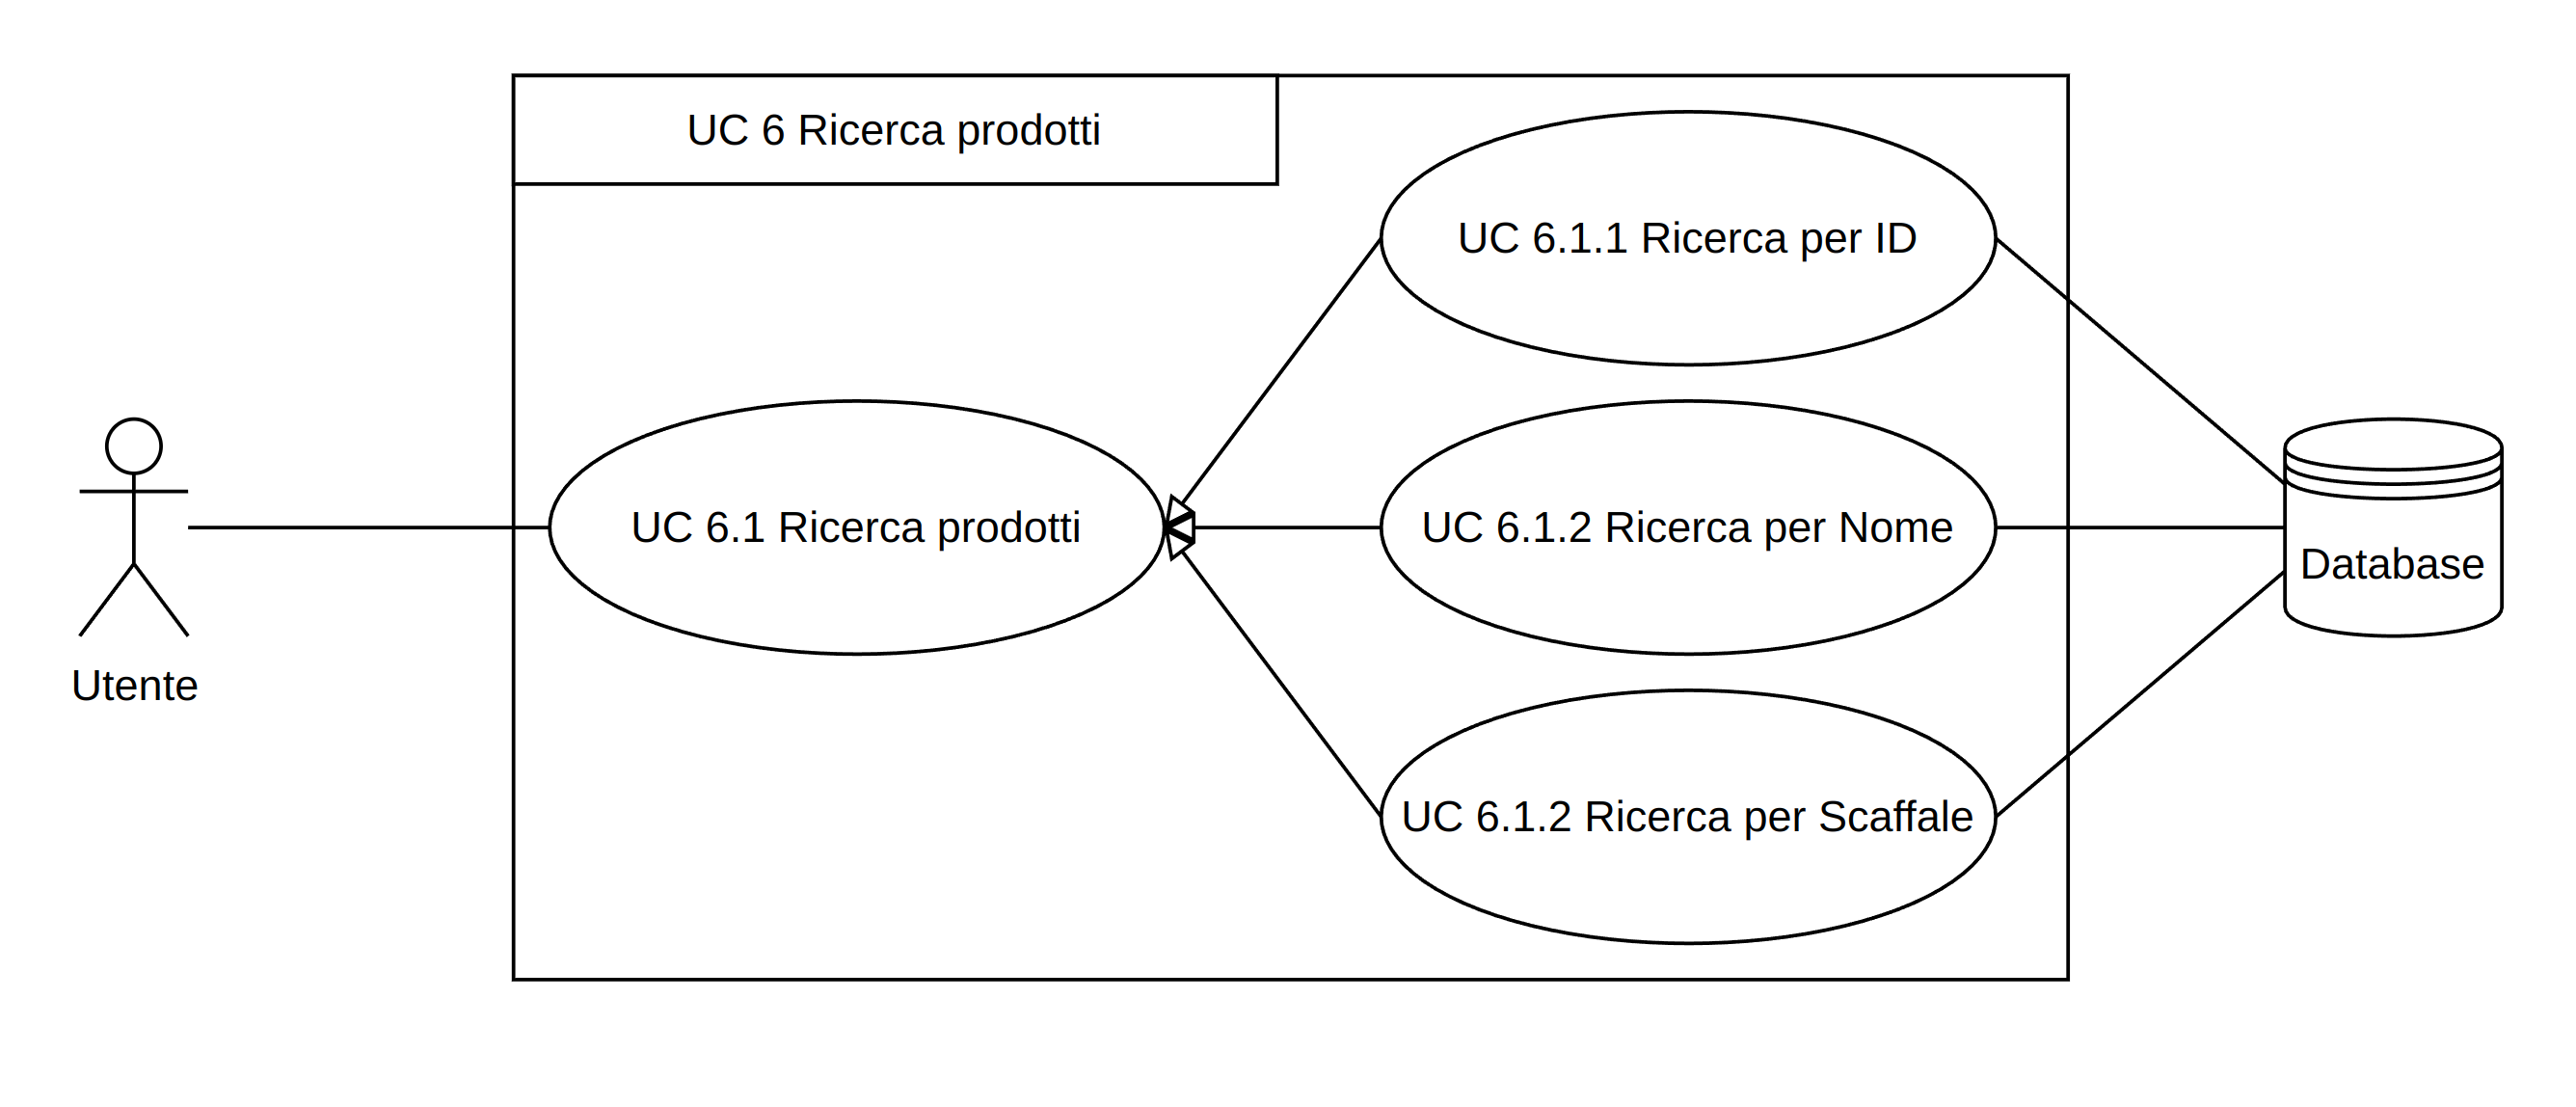 UC 6 Ricerca prodotti
UC 6.1.1 Ricerca per ID
UC 6.1 Ricerca prodotti
UC 6.1.2 Ricerca per Nome
Database
Utente
UC 6.1.2 Ricerca per Scaffale